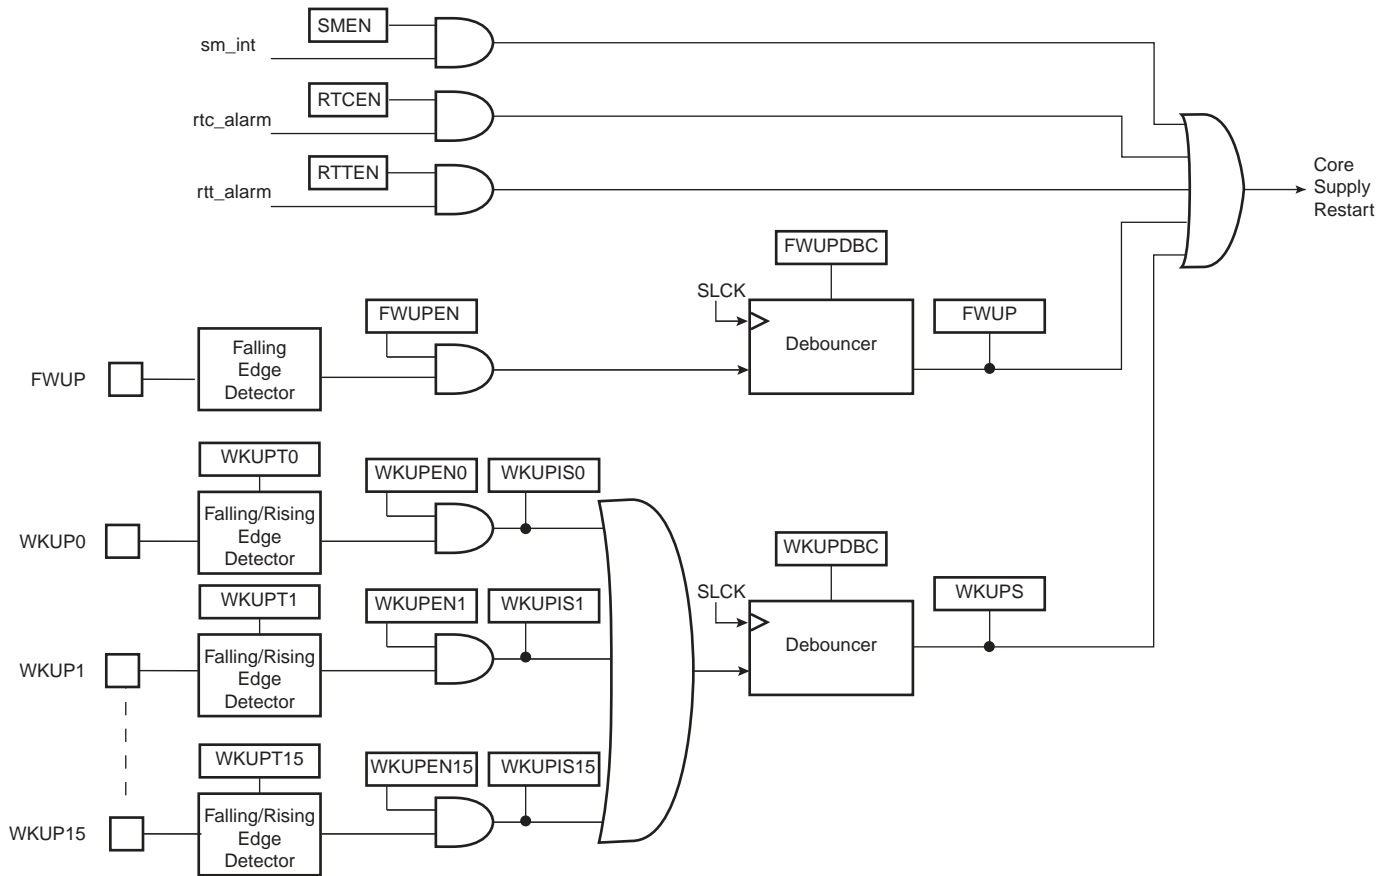 SMEN
sm_int
RTCEN
rtc_alarm
RTTEN
rtt_alarm
Core
Supply
Restart
FWUPDBC
SLCK
FWUPEN
FWUP
Falling
Edge
Detector
Debouncer
FWUP
WKUPT0
WKUPEN0
WKUPIS0
Falling/Rising
Edge
Detector
WKUP0
WKUPDBC
SLCK
WKUPT1
WKUPEN1
WKUPIS1
WKUPS
Falling/Rising
Edge
Detector
Debouncer
WKUP1
WKUPT15
WKUPEN15
WKUPIS15
Falling/Rising
Edge
Detector
WKUP15